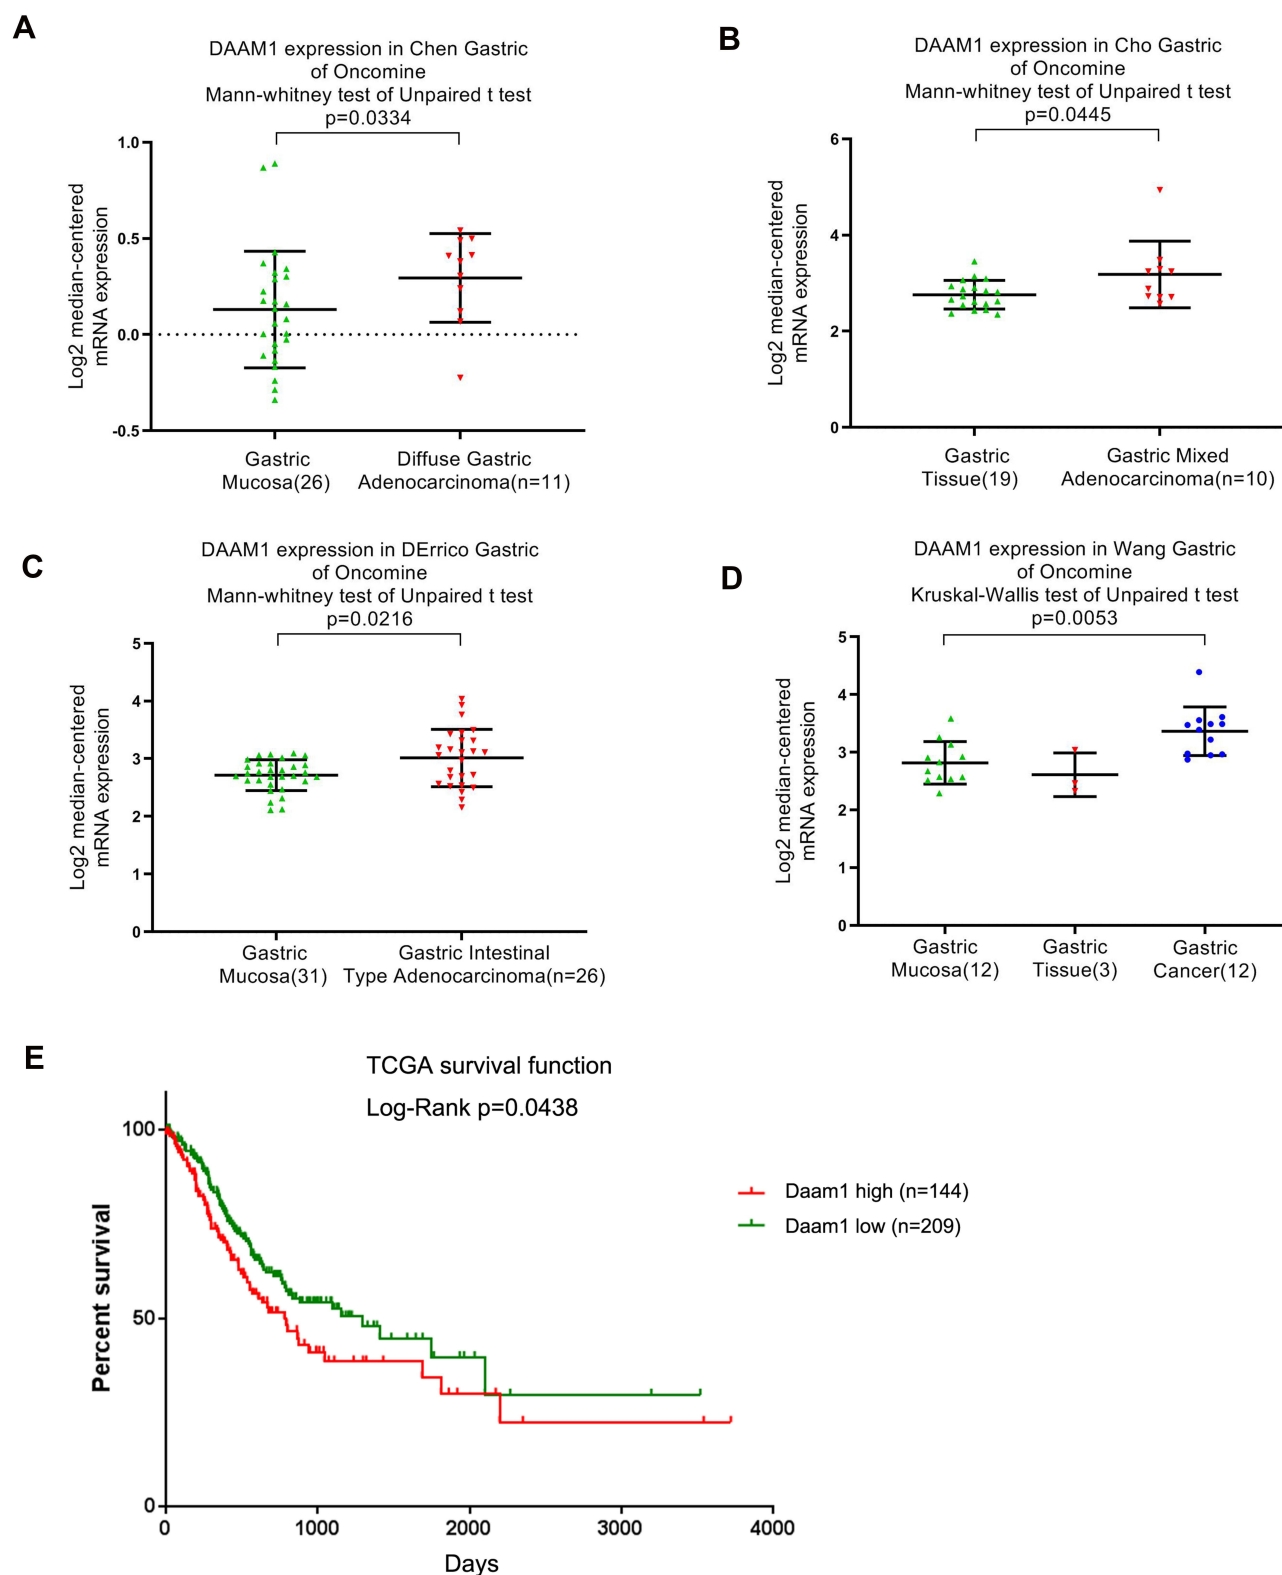 A
DAAM1 expression in Chen Gastric
of Oncomine
Mann-whitney test of Unpaired t test
p=0.0334
Log2 median-centered
mRNA expression
1.0
0.5
0.0
-0.5
Gastric
Mucosa(26)
Diffuse Gastric
Adenocarcinoma(n=11)
B
DAAM1 expression in Cho Gastric
of Oncomine
Mann-whitney test of Unpaired t test
p=0.0445
Log2 median-centered
mRNA expression
6
4
2
0
Gastric
Tissue(19)
Gastric Mixed
Adenocarcinoma(n=10)
C
DAAM1 expression in DErrico Gastric
of Oncomine
Mann-whitney test of Unpaired t test
p=0.0216
Log2 median-centered
mRNA expression
5
4
3
2
1
0
Gastric
Mucosa(31)
Gastric Intestinal
Type Adenocarcinoma(n=26)
D
DAAM1 expression in Wang Gastric
of Oncomine
Kruskal-Wallis test of Unpaired t test
p=0.0053
Log2 median-centered
mRNA expression
5
4
3
2
1
0
Gastric
Mucosa(12)
Gastric
Tissue(3)
Gastric
Cancer(12)
E
TCGA survival function
Log-Rank p=0.0438
Percent survival
100
50
0
0
1000
2000
3000
4000
Days
Daam1 high (n=144)
Daam1 low (n=209)